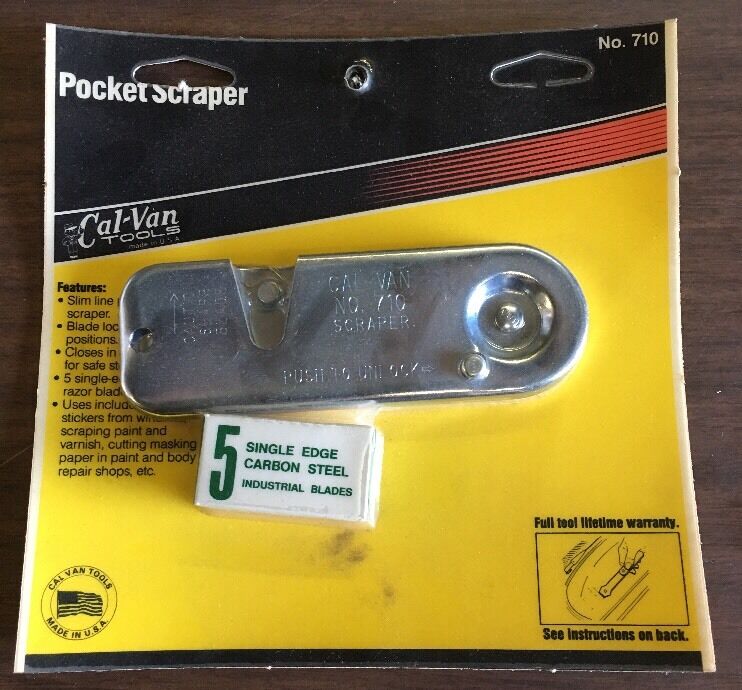 No. 710
Pocket Scraper
Cal-Van
TOOLS
made in U.S.A.
Features:
• Slim line
scraper.
• Blade loc
positions.
• Closes in
for safe st
• 5 single-e
razor blad
• Uses includ
stickers from win
scraping paint and
varnish, cutting masking
paper in paint and body
repair shops, etc.
CAL VAN
NO. 710
SCRAPER
PUSH TO UNLOCK ⇨
5
SINGLE EDGE
CARBON STEEL
INDUSTRIAL BLADES
Full tool lifetime warranty.
See instructions on back.
CAL VAN TOOLS
MADE IN U.S.A.